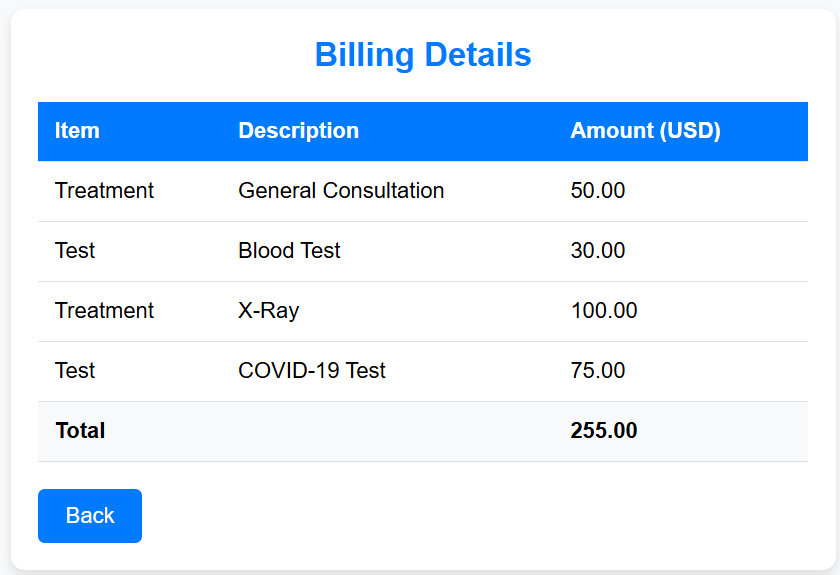 Billing Details
Item Description Amount (USD)
Treatment General Consultation 50.00
Test Blood Test 30.00
Treatment X-Ray 100.00
Test COVID-19 Test 75.00
Total 255.00
Back